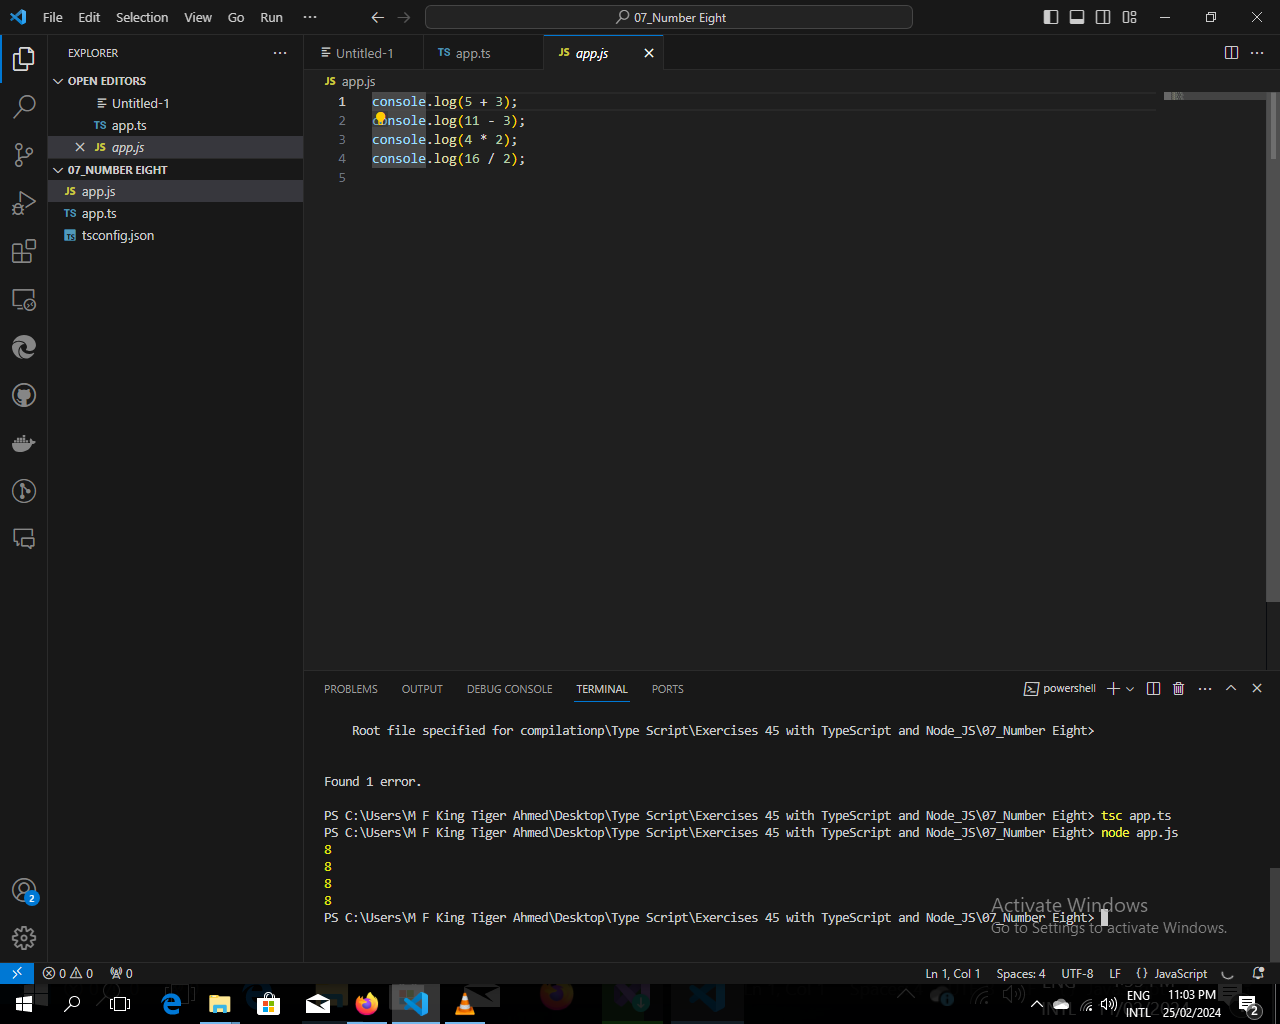 File Edit Selection View Go Run ···
07_Number Eight
EXPLORER
OPEN EDITORS
Untitled-1
TS app.ts
JS app.js
07_NUMBER EIGHT
JS app.js
TS app.ts
TS tsconfig.json
Untitled-1
TS app.ts
JS app.js
JS app.js
1 console.log(5 + 3);
2 console.log(11 - 3);
3 console.log(4 * 2);
4 console.log(16 / 2);
5
PROBLEMS OUTPUT DEBUG CONSOLE TERMINAL PORTS
powershell
Root file specified for compilationp\Type Script\Exercises 45 with TypeScript and Node_JS\07_Number Eight>
Found 1 error.
PS C:\Users\M F King Tiger Ahmed\Desktop\Type Script\Exercises 45 with TypeScript and Node_JS\07_Number Eight> tsc app.ts
PS C:\Users\M F King Tiger Ahmed\Desktop\Type Script\Exercises 45 with TypeScript and Node_JS\07_Number Eight> node app.js
8
8
8
8
PS C:\Users\M F King Tiger Ahmed\Desktop\Type Script\Exercises 45 with TypeScript and Node_JS\07_Number Eight>
Activate Windows
Go to Settings to activate Windows.
2
0 0 0
Ln 1, Col 1 Spaces: 4 UTF-8 LF {} JavaScript
ENG
INTL
11:03 PM
25/02/2024
2